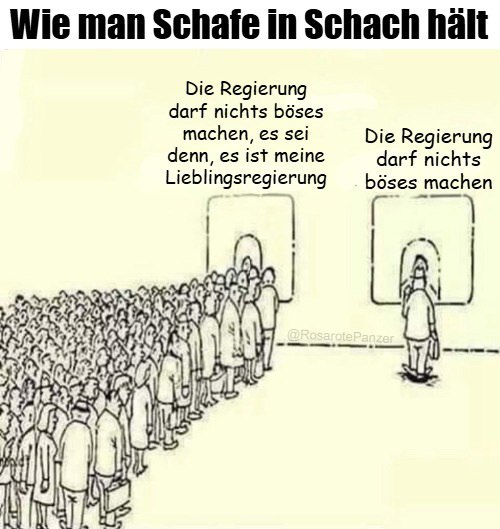 Wie man Schafe in Schach hält
Die Regierung
darf nichts böses
machen, es sei
denn, es ist meine
Lieblingsregierung
Die Regierung
darf nichts
böses machen
@RosarotePanzer